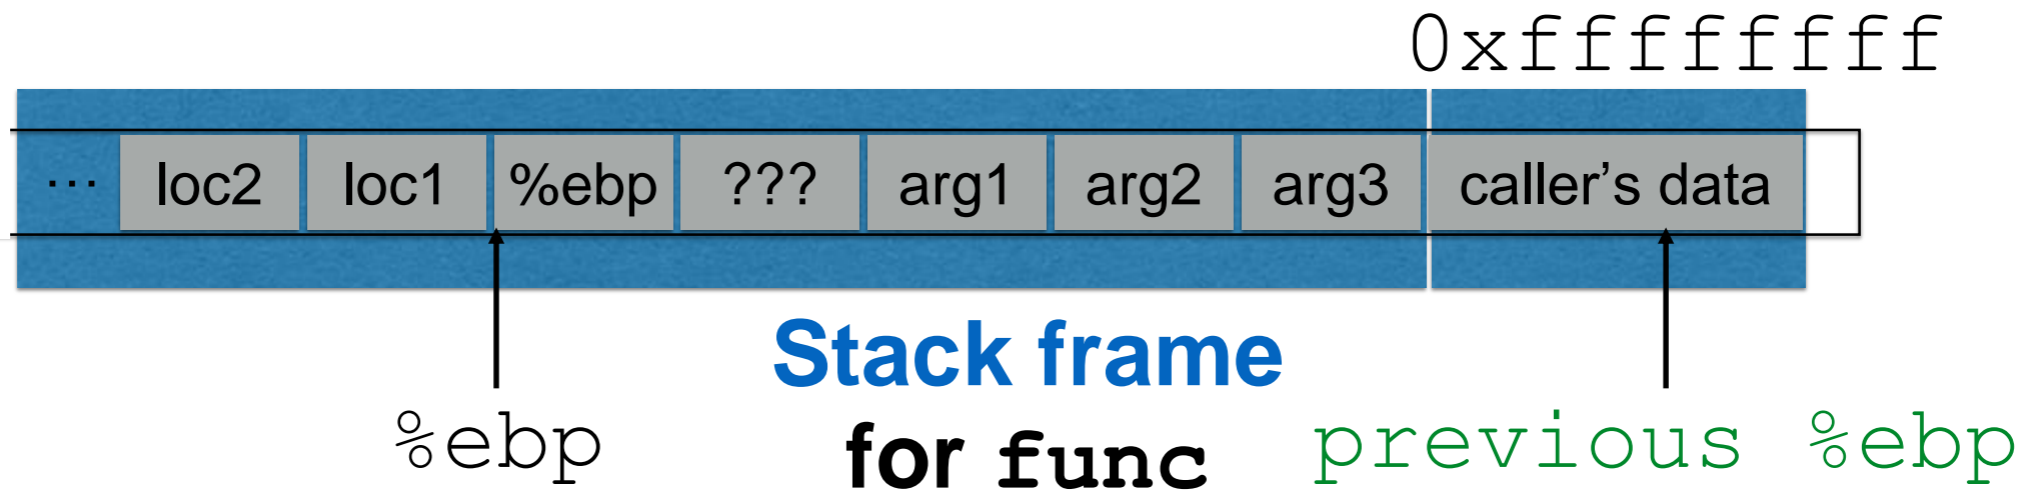 0xffffffff
... loc2 loc1 %ebp ??? arg1 arg2 arg3 caller’s data
Stack frame
%ebp for func previous %ebp